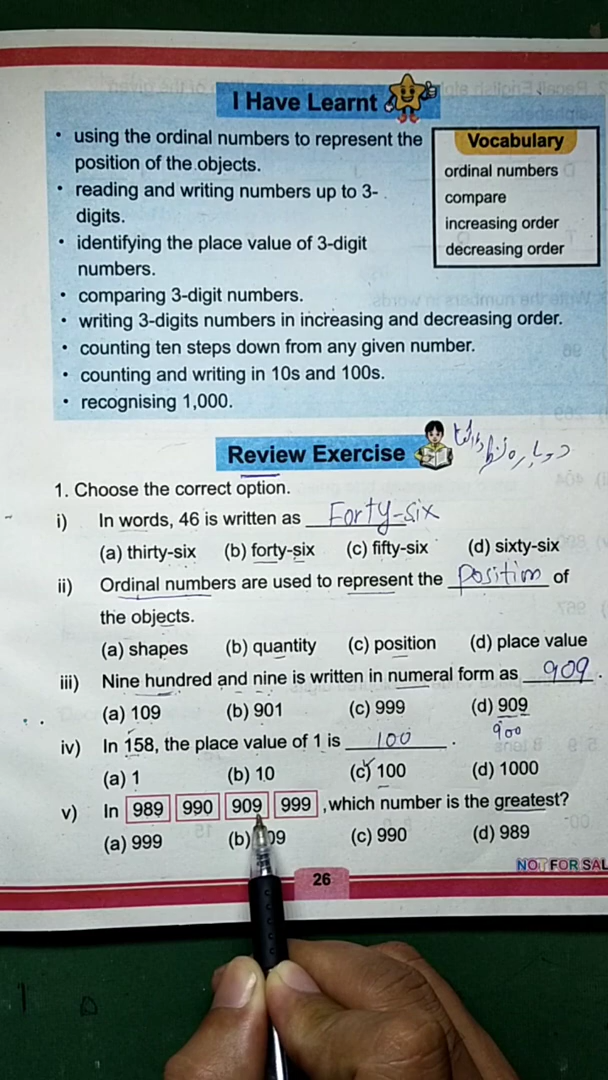 I Have Learnt
• using the ordinal numbers to represent the
position of the objects.
• reading and writing numbers up to 3-
digits.
• identifying the place value of 3-digit
numbers.
• comparing 3-digit numbers.
• writing 3-digits numbers in increasing and decreasing order.
• counting ten steps down from any given number.
• counting and writing in 10s and 100s.
• recognising 1,000.
Vocabulary
ordinal numbers
compare
increasing order
decreasing order
Review Exercise
1. Choose the correct option.
i) In words, 46 is written as Forty-six
(a) thirty-six (b) forty-six (c) fifty-six (d) sixty-six
ii) Ordinal numbers are used to represent the position of
the objects.
(a) shapes (b) quantity (c) position (d) place value
iii) Nine hundred and nine is written in numeral form as 909.
(a) 109 (b) 901 (c) 999 (d) 909
900
iv) In 158, the place value of 1 is 100.
(a) 1 (b) 10 (c) 100 (d) 1000
v) In 989 990 909 999, which number is the greatest?
(a) 999 (b) 09 (c) 990 (d) 989
NOT FOR SAL
26